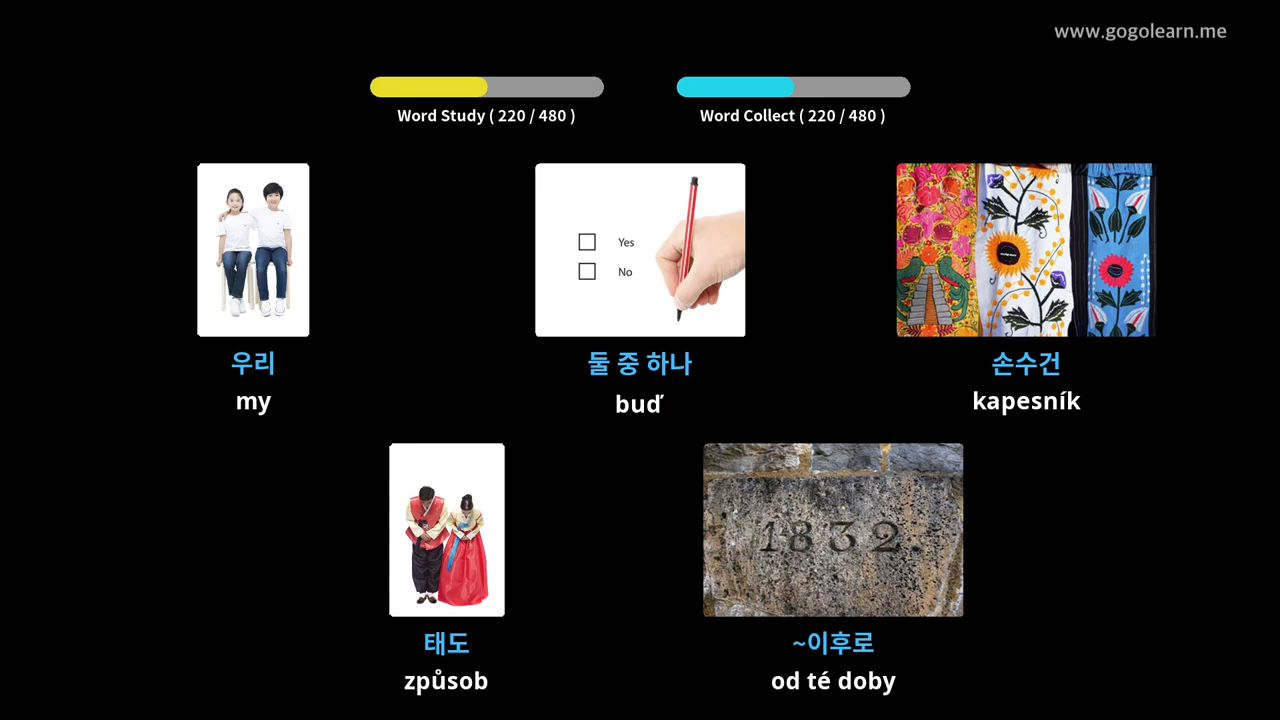 www.gogolearn.me
Word Study ( 220 / 480 )
Word Collect ( 220 / 480 )
Yes
No
우리
my
둘 중 하나
buď
손수건
kapesník
1832.
태도
způsob
~이후로
od té doby